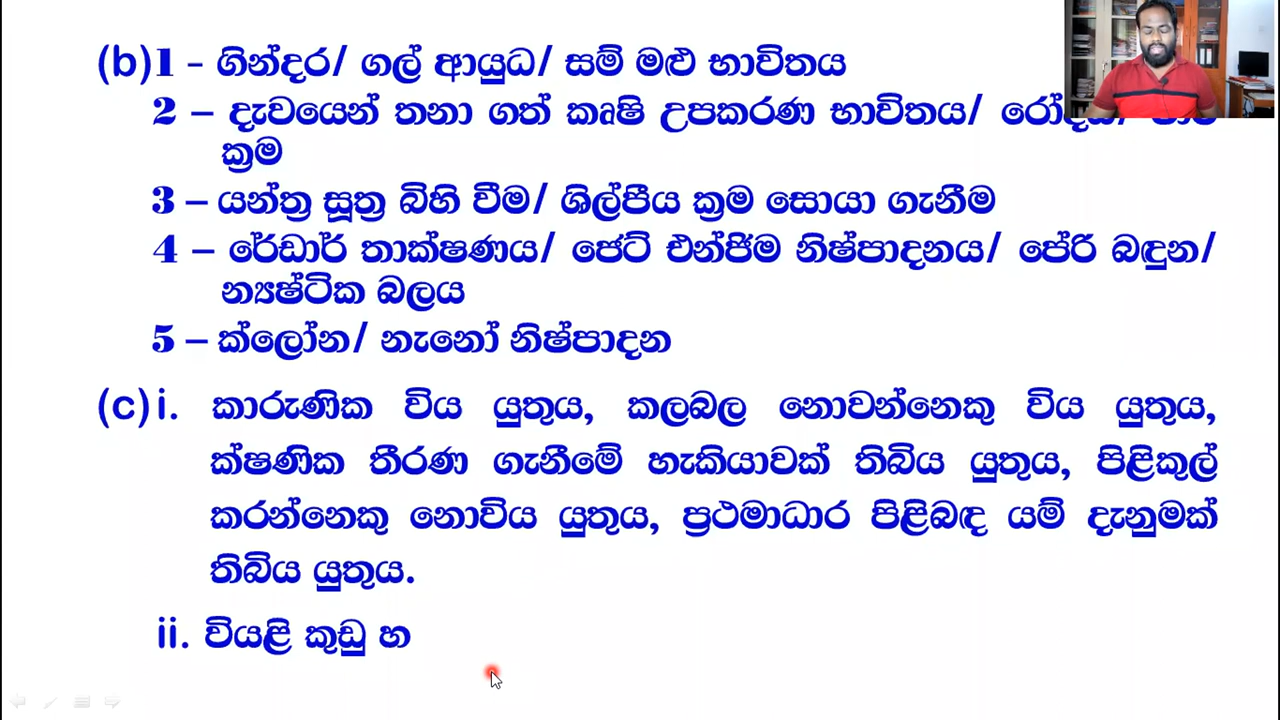 (b)1 - ගින්දර/ ගල් ආයුධ/ සම් මළු භාවිතය
2 – දැවයෙන් තනා ගත් කෘෂි උපකරණ භාවිතය/
ක්‍රම
3 – යන්ත්‍ර සූත්‍ර බිහි වීම/ ශිල්පීය ක්‍රම සොයා ගැනීම
4 – රේඩාර් තාක්ෂණය/ ජෙට් එන්ජිම නිෂ්පාදනය/ පේරි බඳුන/
න්‍යෂ්ටික බලය
5 – ක්ලෝන/ නැනෝ නිෂ්පාදන
(c) i. කාරුණික විය යුතුය, කලබල නොවන්නෙකු විය යුතුය,
ක්ෂණික තීරණ ගැනීමේ හැකියාවක් තිබිය යුතුය, පිළිකුල්
කරන්නෙකු නොවිය යුතුය, ප්‍රථමාධාර පිළිබඳ යම් දැනුමක්
තිබිය යුතුය.
ii. වියළි කුඩු හ